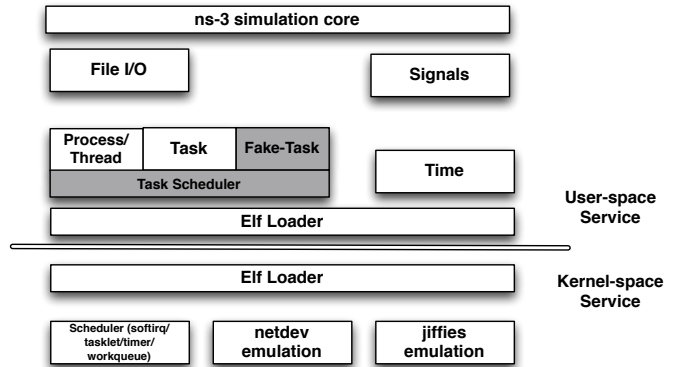 ns-3 simulation core
File I/O
Signals
Process/
Thread
Task
Fake-Task
Task Scheduler
Time
User-space
Service
Elf Loader
Elf Loader
Kernel-space
Service
Scheduler (softirq/
tasklet/timer/
workqueue)
netdev
emulation
jiffies
emulation